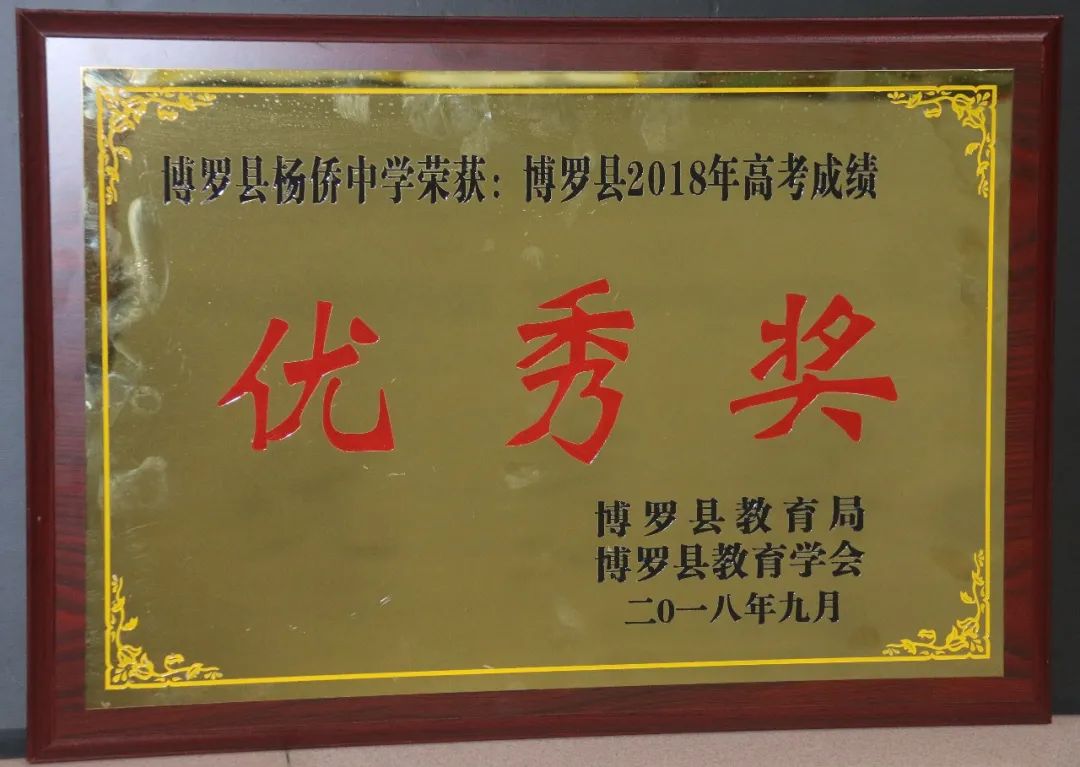 博罗县杨侨中学荣获：博罗县2018年高考成绩
优秀奖
博罗县教育局
博罗县教育学会
二0一八年九月